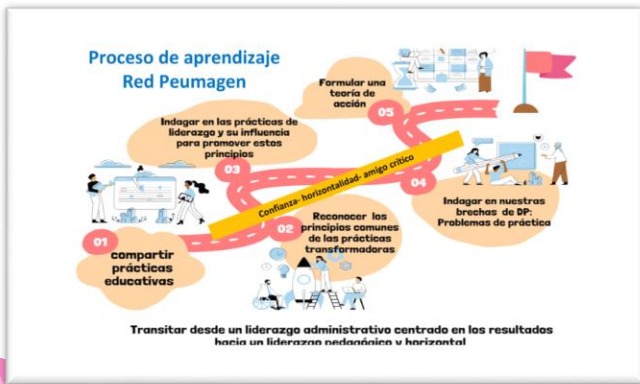 Proceso de aprendizaje
Red Peumagen
01
compartir
prácticas
educativas
02
Reconocer los
principios comunes
de las prácticas
transformadoras
Indagar en las prácticas de
liderazgo y su influencia
para promover estos
principios
03
Confianza- horizontalidad- amigo crítico
04
Indagar en nuestras
brechas de DP:
Problemas de práctica
Formular una
teoría de
acción
05
Transitar desde un liderazgo administrativo centrado en los resultados
hacia un liderazgo pedagógico y horizontal